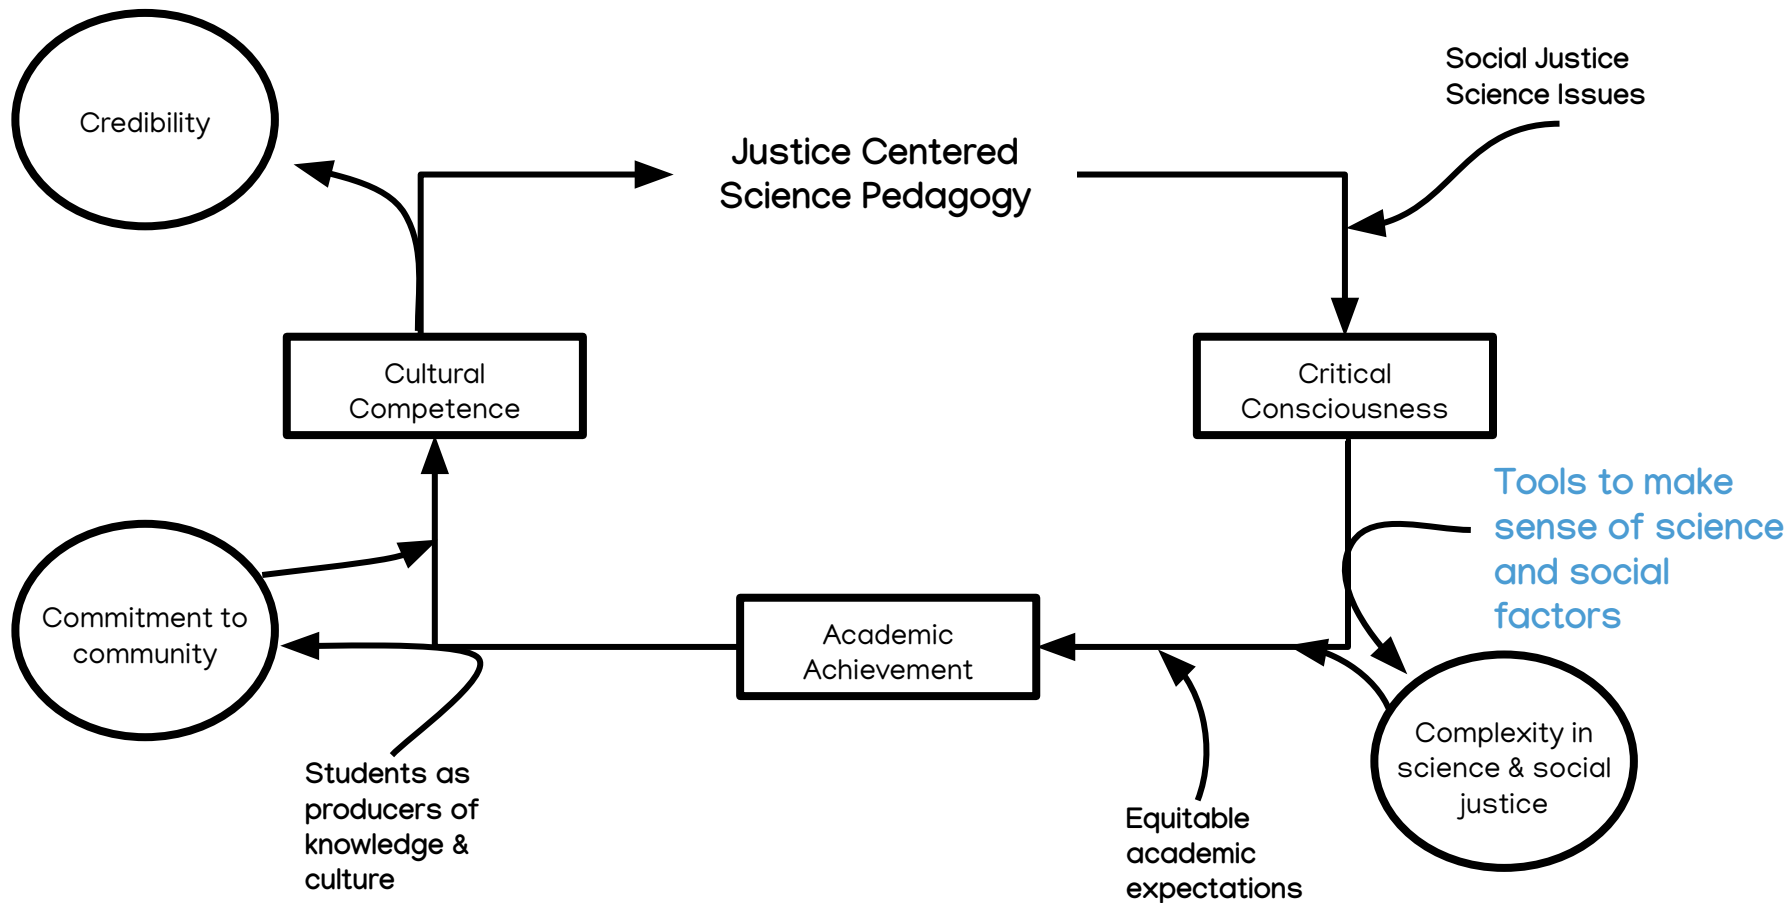 Social Justice
Science Issues
Credibility
Justice Centered
Science Pedagogy
Cultural
Competence
Critical
Consciousness
Tools to make
sense of science
and social
factors
Commitment to
community
Academic
Achievement
Complexity in
science & social
justice
Students as
producers of
knowledge &
culture
Equitable
academic
expectations